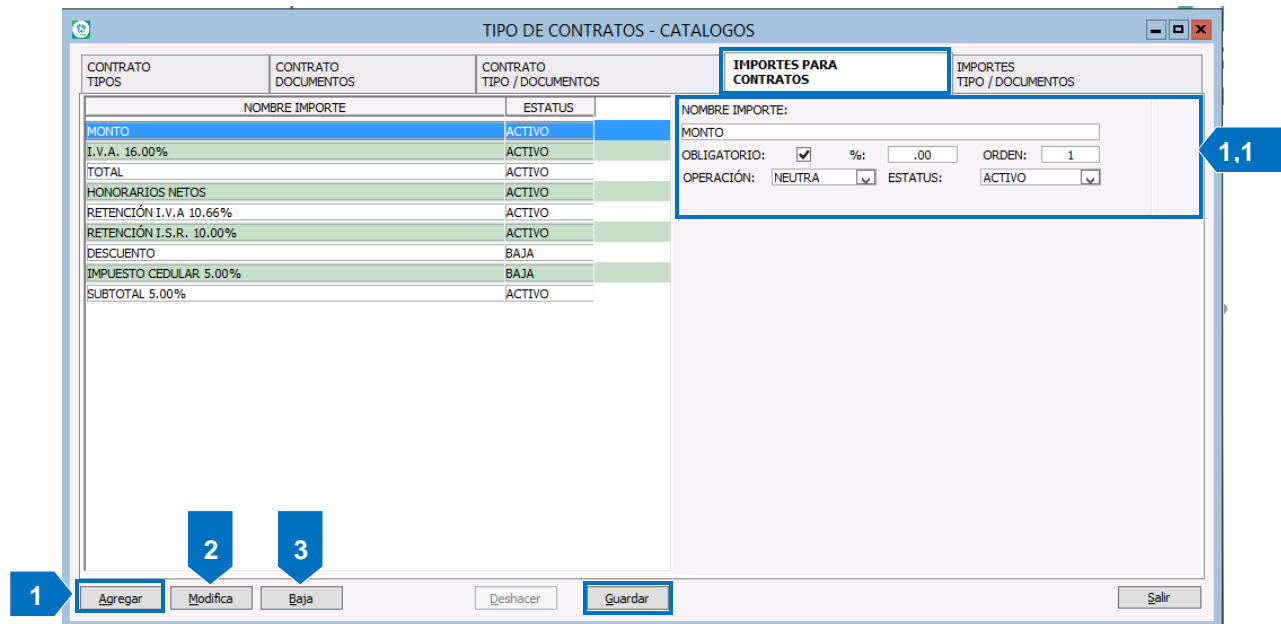 TIPO DE CONTRATOS - CATALOGOS
CONTRATO
TIPOS
CONTRATO
DOCUMENTOS
CONTRATO
TIPO / DOCUMENTOS
IMPORTES PARA
CONTRATOS
IMPORTES
TIPO / DOCUMENTOS
NOMBRE IMPORTE ESTATUS
MONTO ACTIVO
I.V.A. 16.00% ACTIVO
TOTAL ACTIVO
HONORARIOS NETOS ACTIVO
RETENCIÓN I.V.A 10.66% ACTIVO
RETENCIÓN I.S.R. 10.00% ACTIVO
DESCUENTO BAJA
IMPUESTO CEDULAR 5.00% BAJA
SUBTOTAL 5.00% ACTIVO
NOMBRE IMPORTE:
MONTO
OBLIGATORIO: %: .00 ORDEN: 1
OPERACIÓN: NEUTRA ESTATUS: ACTIVO
1,1
2
3
1
Agregar Modifica Baja Deshacer Guardar Salir